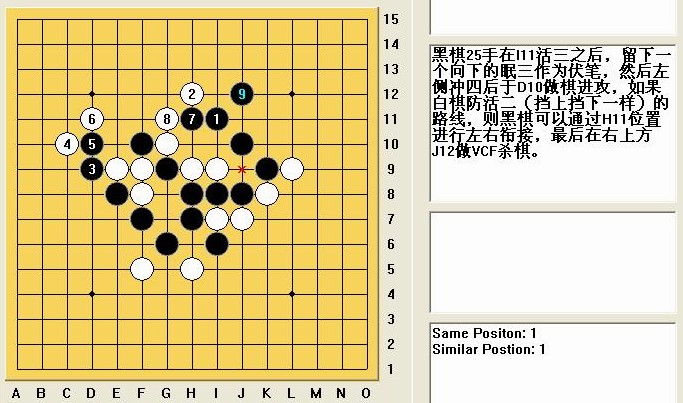 15
14
13
12
2
9
11
6
8
7
1
10
4
5
9
3
8
7
6
5
4
3
2
1
A B C D E F G H I J K L M N O
黑棋25手在I11活三之后，留下一
个向下的眠三作为伏笔，然后左
侧冲四后于D10做棋进攻，如果
白棋防活二（挡上挡下一样）的
路线，则黑棋可以通过H11位置
进行左右衔接，最后在右上方
J12做VCF杀棋。
Same Positon: 1
Similar Postion: 1